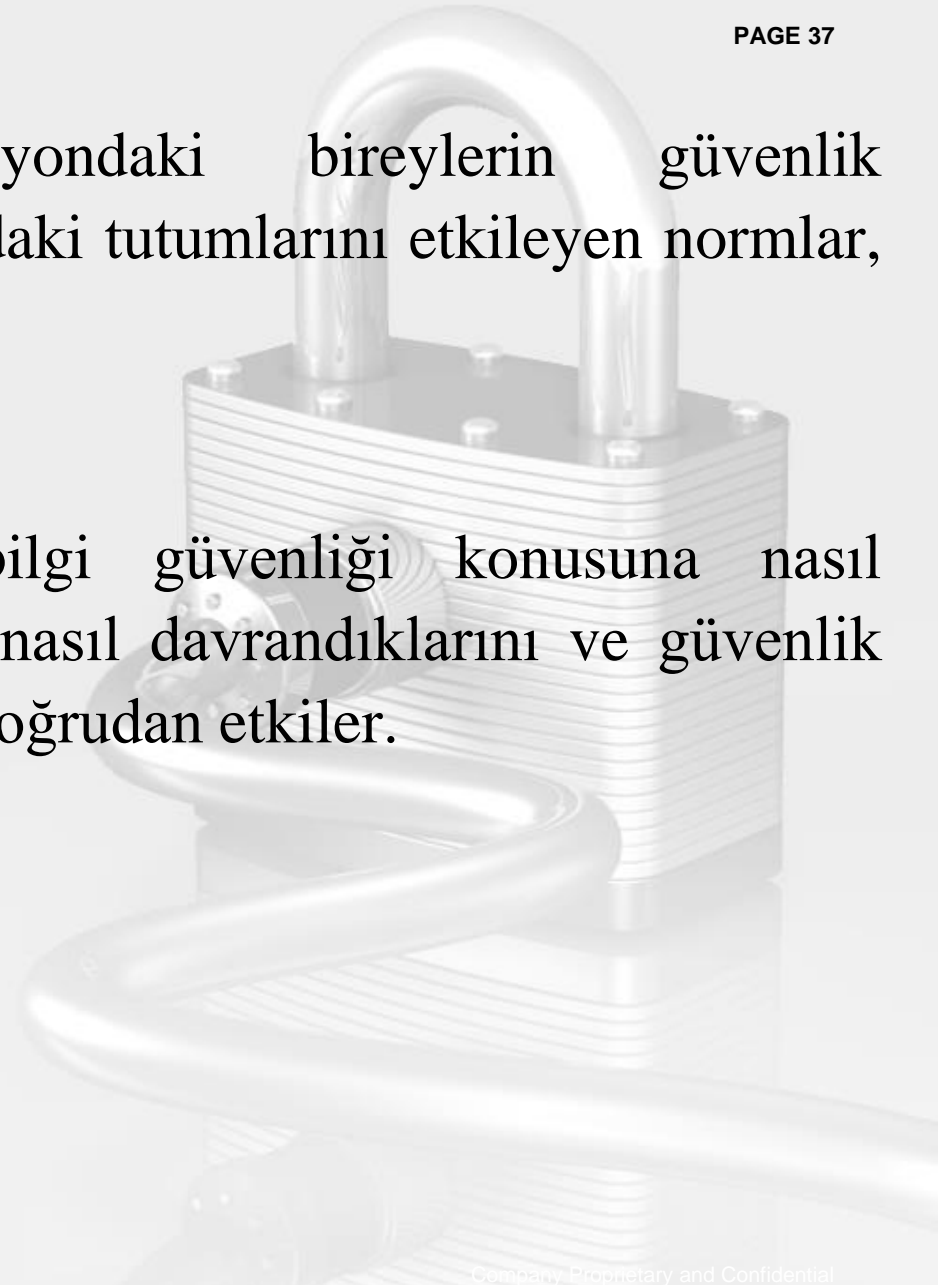 PAGE 37
yondaki bireylerin güvenlik
daki tutumlarını etkileyen normlar,
bilgi güvenliği konusuna nasıl
nasıl davrandıklarını ve güvenlik
oğrudan etkiler.
Company Proprietary and Confidential